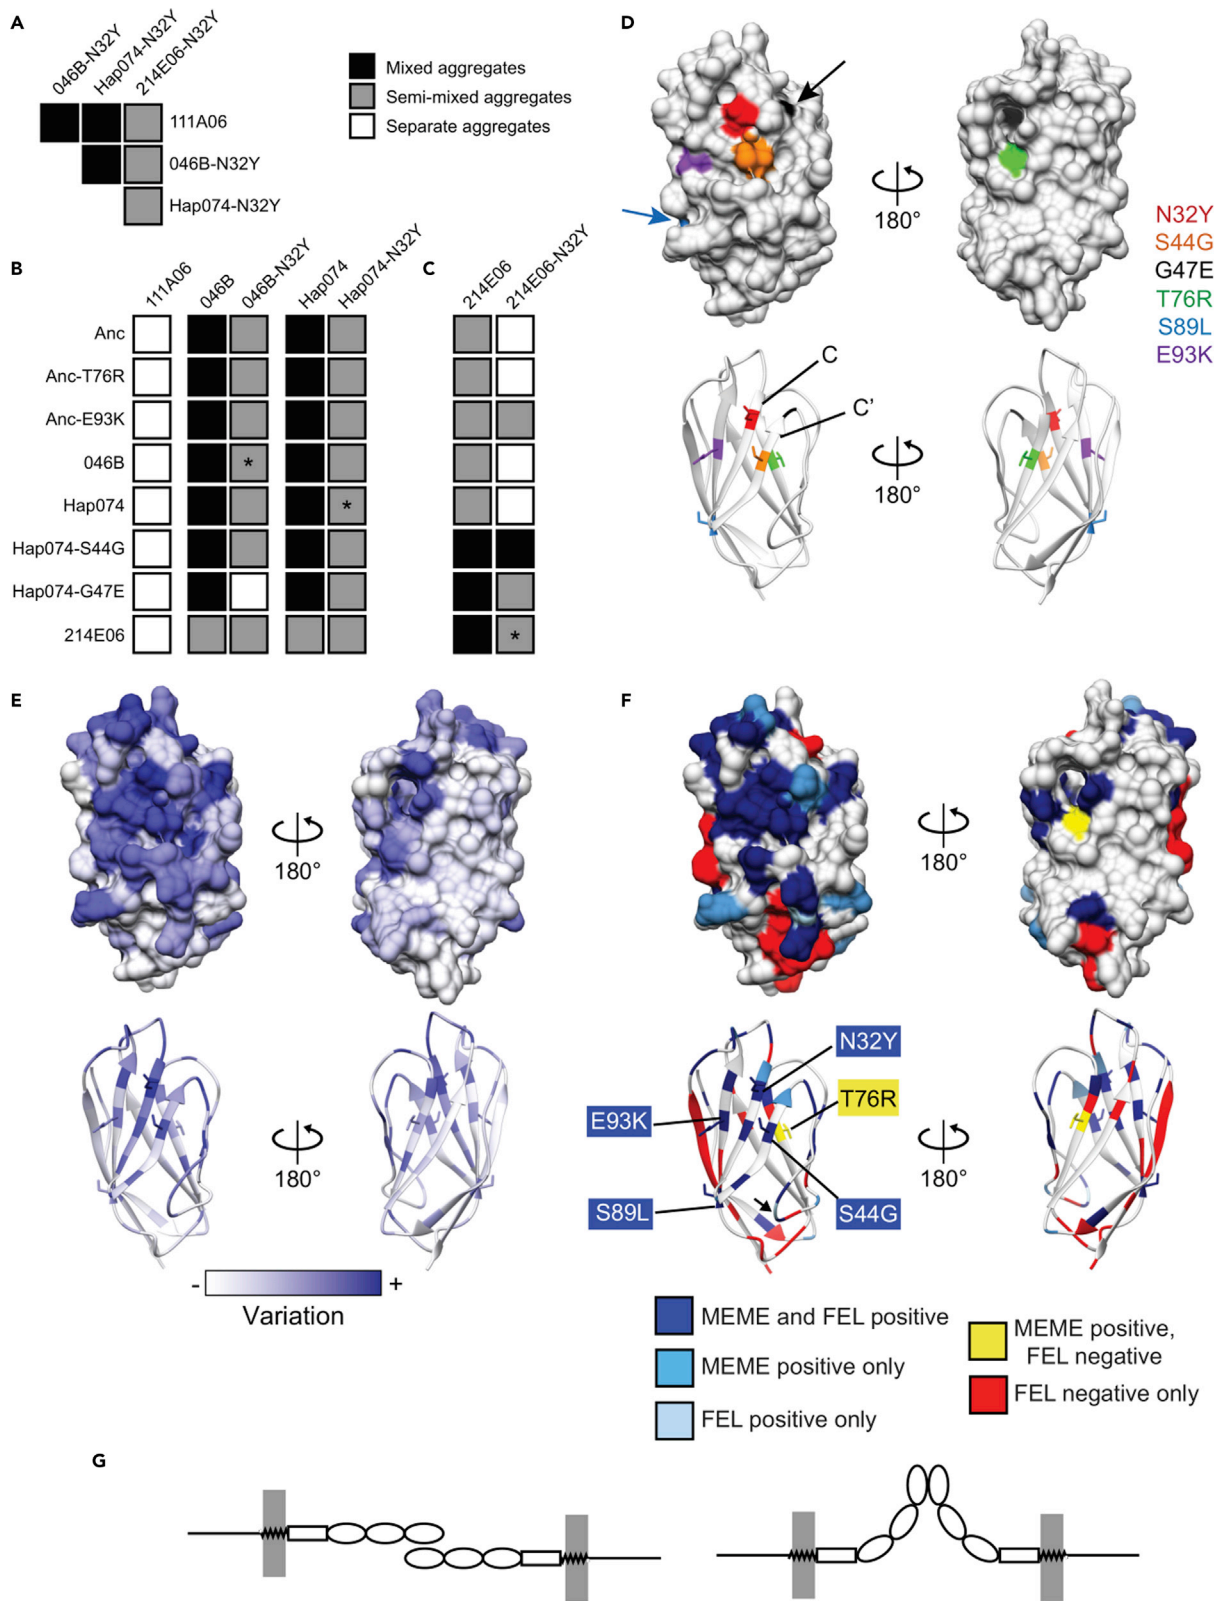 A
046B-N32Y
Hap074-N32Y
214E06-N32Y
111A06
046B-N32Y
Hap074-N32Y
Mixed aggregates
Semi-mixed aggregates
Separate aggregates
B
111A06
046B
046B-N32Y
Hap074
Hap074-N32Y
Anc
Anc-T76R
Anc-E93K
046B
*
Hap074
*
Hap074-S44G
Hap074-G47E
214E06
C
214E06
214E06-N32Y
*
D
180°
N32Y
S44G
G47E
T76R
S89L
E93K
C
C’
180°
E
180°
180°
- +
Variation
F
180°
N32Y
T76R
E93K
S89L
S44G
180°
MEME and FEL positive
MEME positive only
FEL positive only
MEME positive,
FEL negative
FEL negative only
G